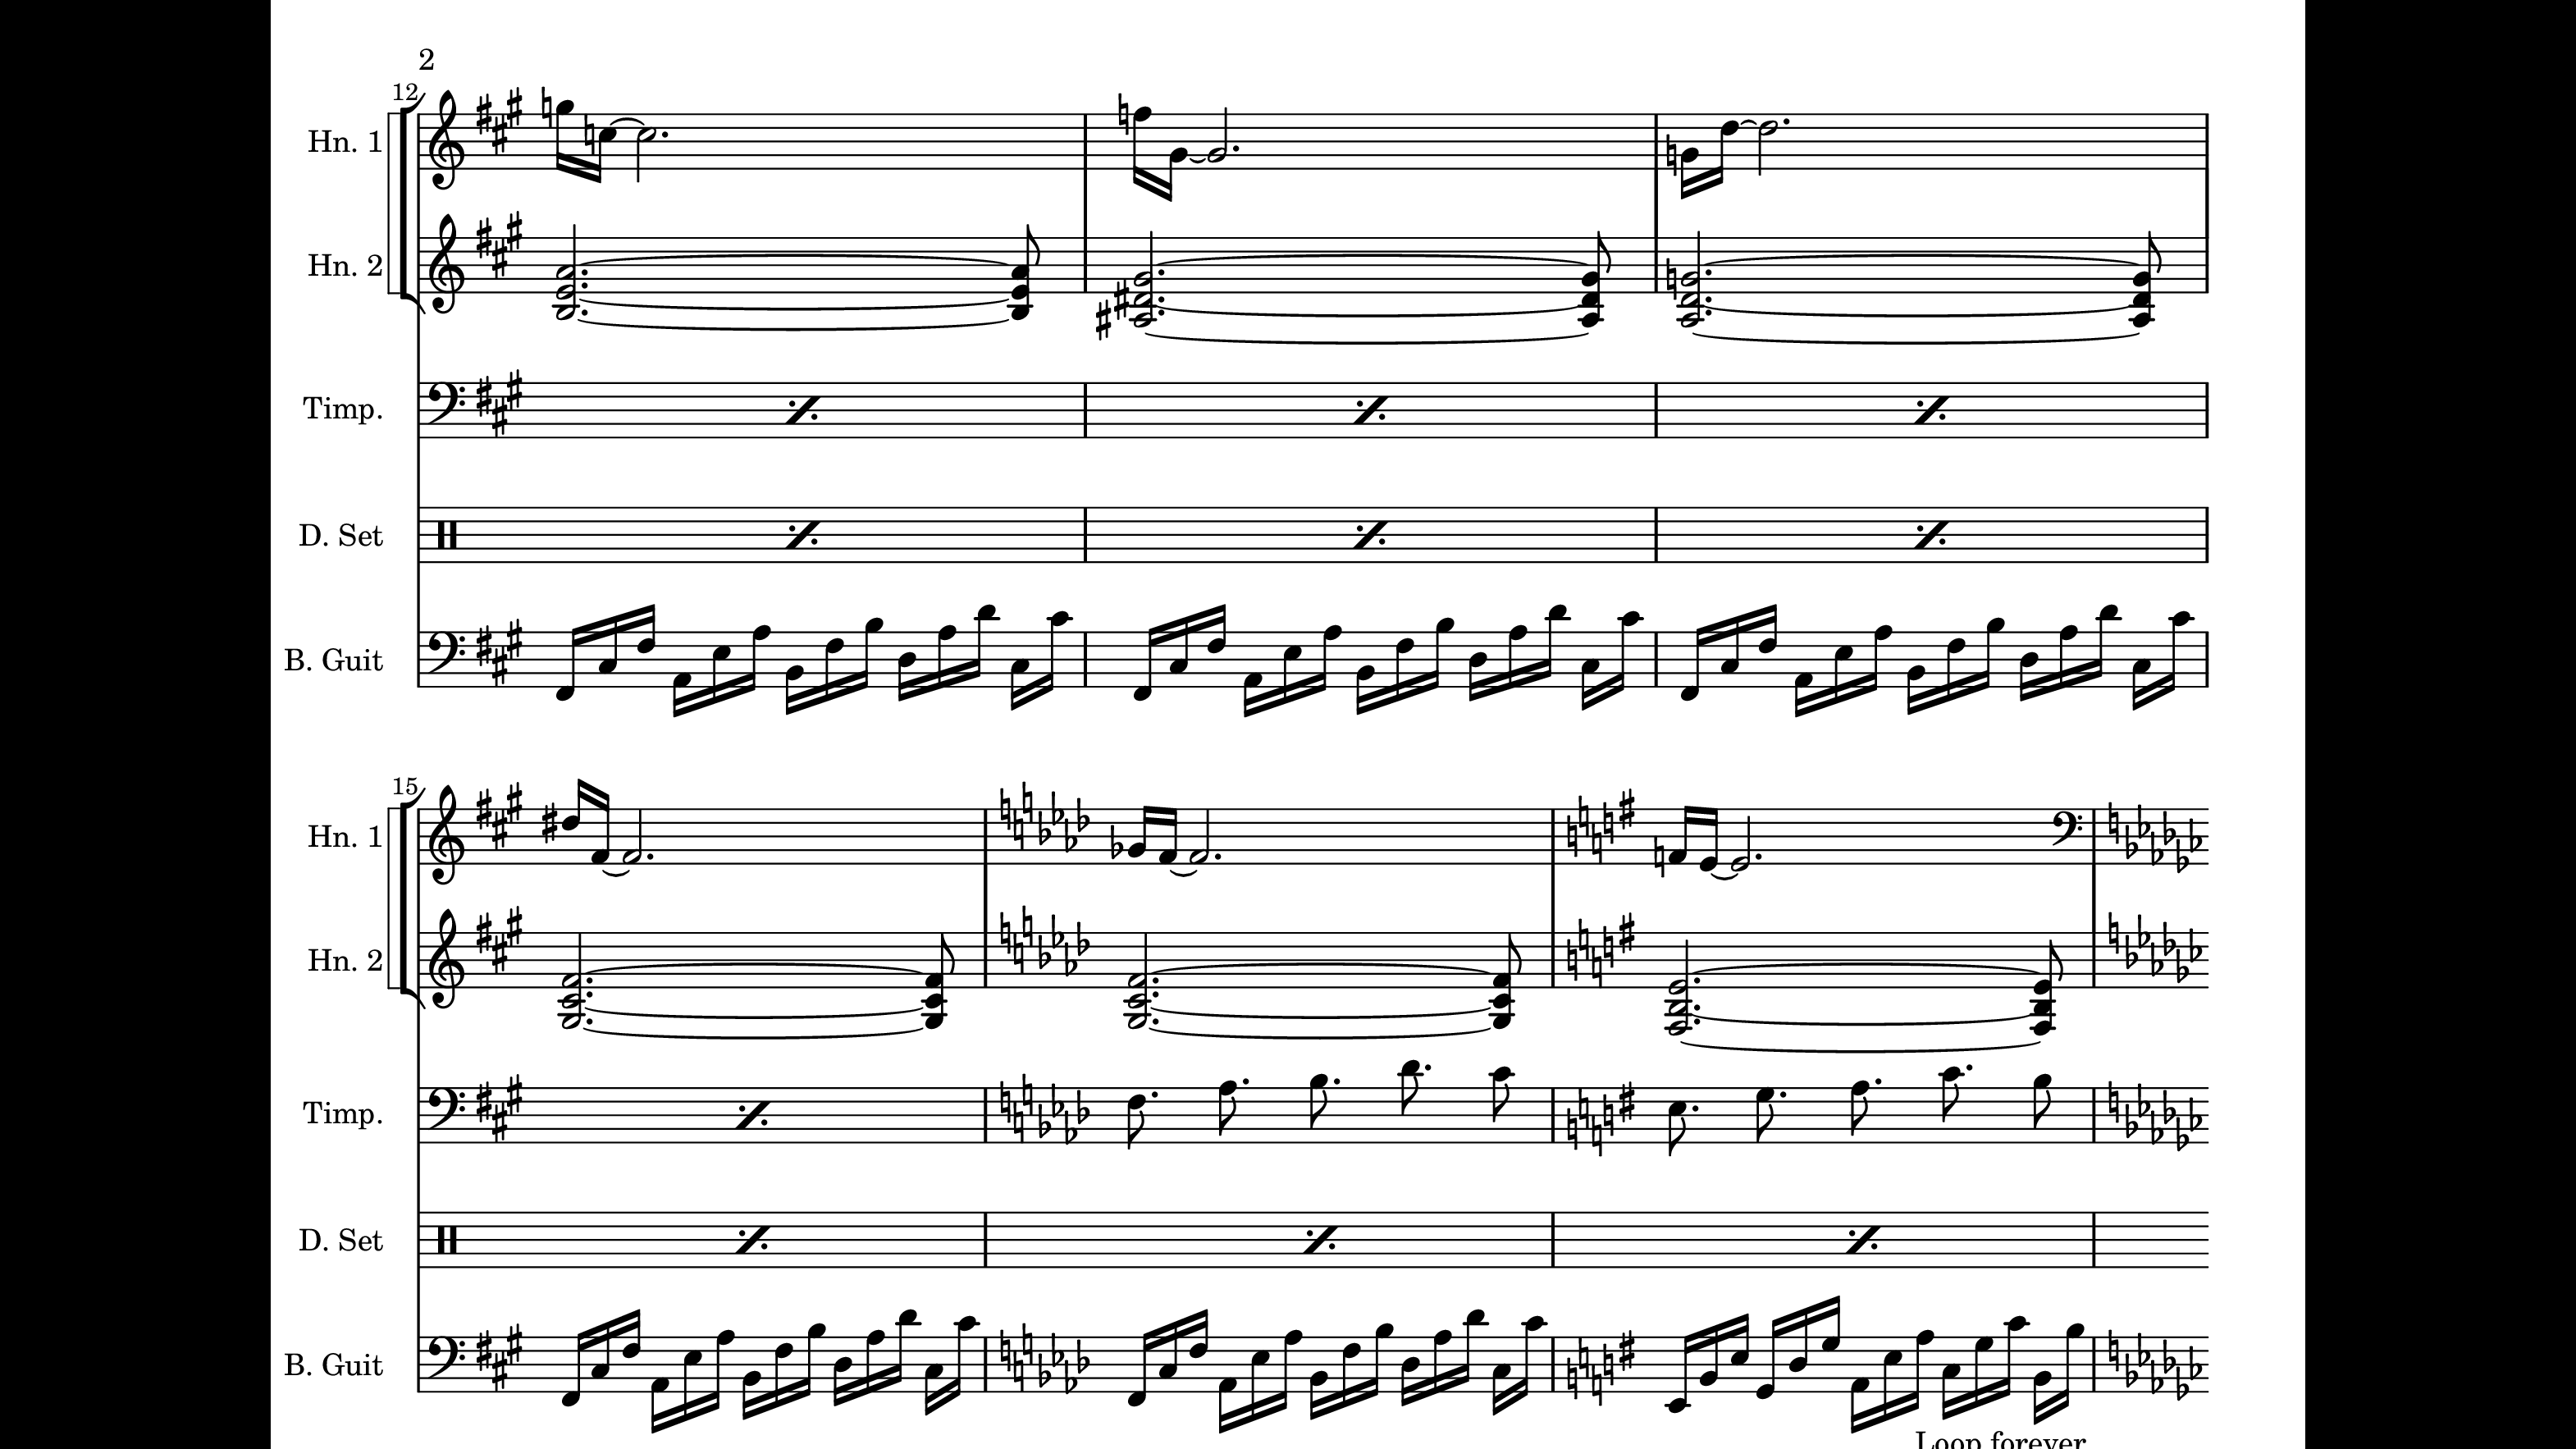 2
12
Hn. 1
Hn. 2
Timp.
D. Set
B. Guit
15
Hn. 1
Hn. 2
Timp.
D. Set
B. Guit
Loop forever